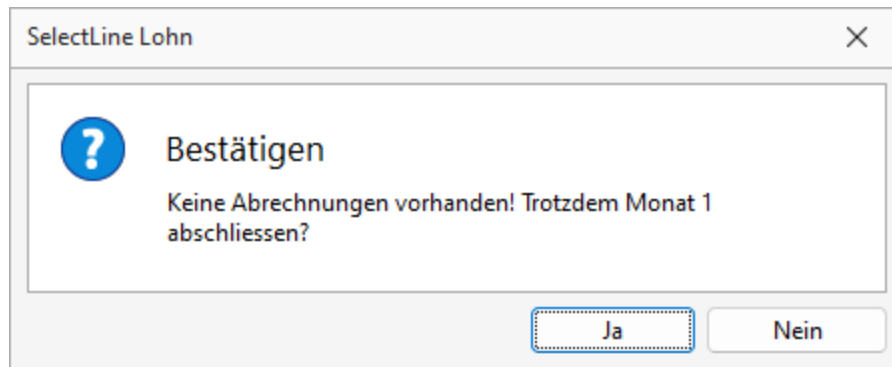 SelectLine Lohn
Bestätigen
Keine Abrechnungen vorhanden! Trotzdem Monat 1
abschliessen?
Ja
Nein